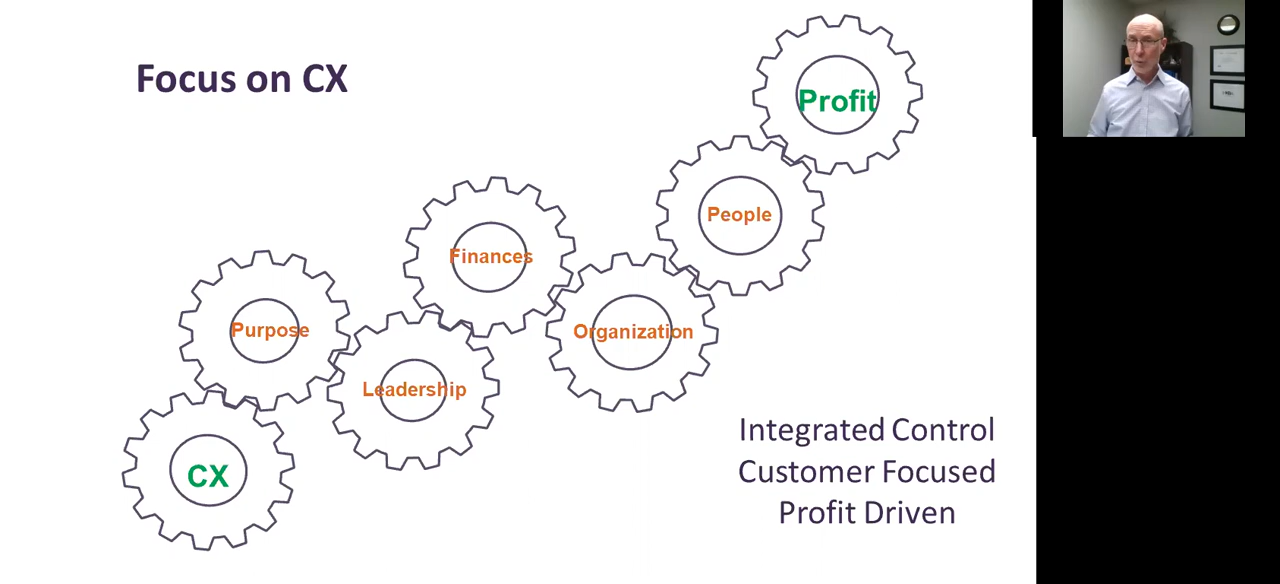 Focus on CX
Profit
People
Finances
Purpose
Organization
Leadership
CX
Integrated Control
Customer Focused
Profit Driven